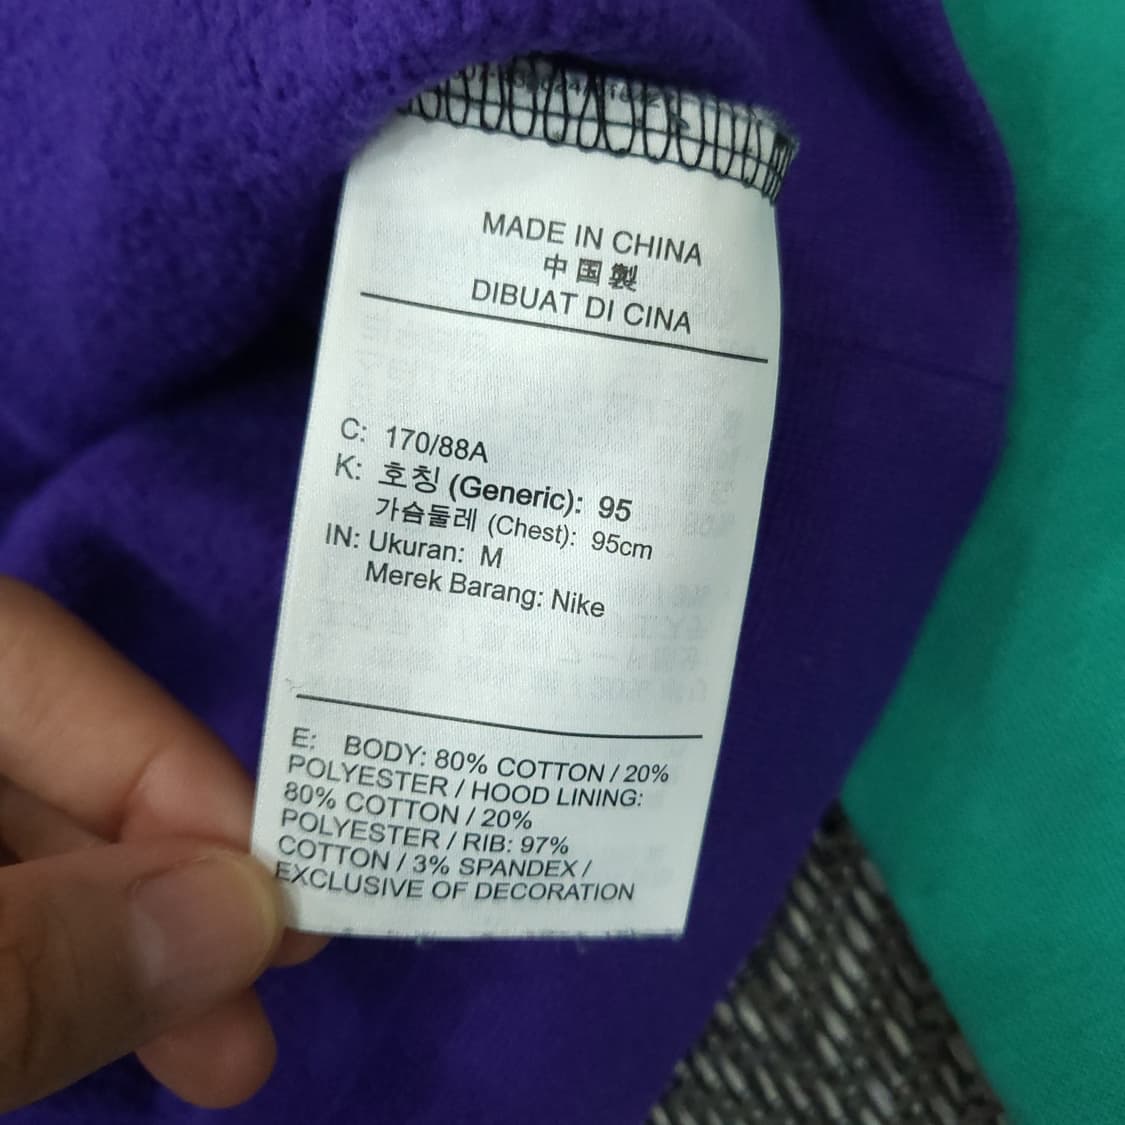 MADE IN CHINA
中国製
DIBUAT DI CINA
C: 170/88A
K: 호칭 (Generic): 95
가슴둘레 (Chest): 95cm
IN: Ukuran: M
Merek Barang: Nike
E: BODY: 80% COTTON / 20%
POLYESTER / HOOD LINING:
80% COTTON / 20%
POLYESTER / RIB: 97%
COTTON / 3% SPANDEX /
EXCLUSIVE OF DECORATION